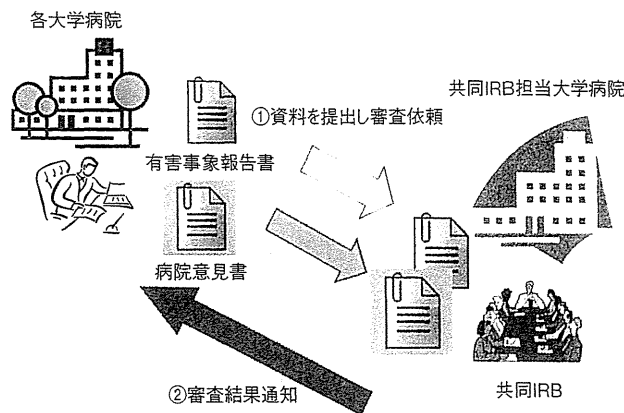 各大学病院
共同IRB担当大学病院
①資料を提出し審査依頼
有害事象報告書
病院意見書
②審査結果通知
共同IRB